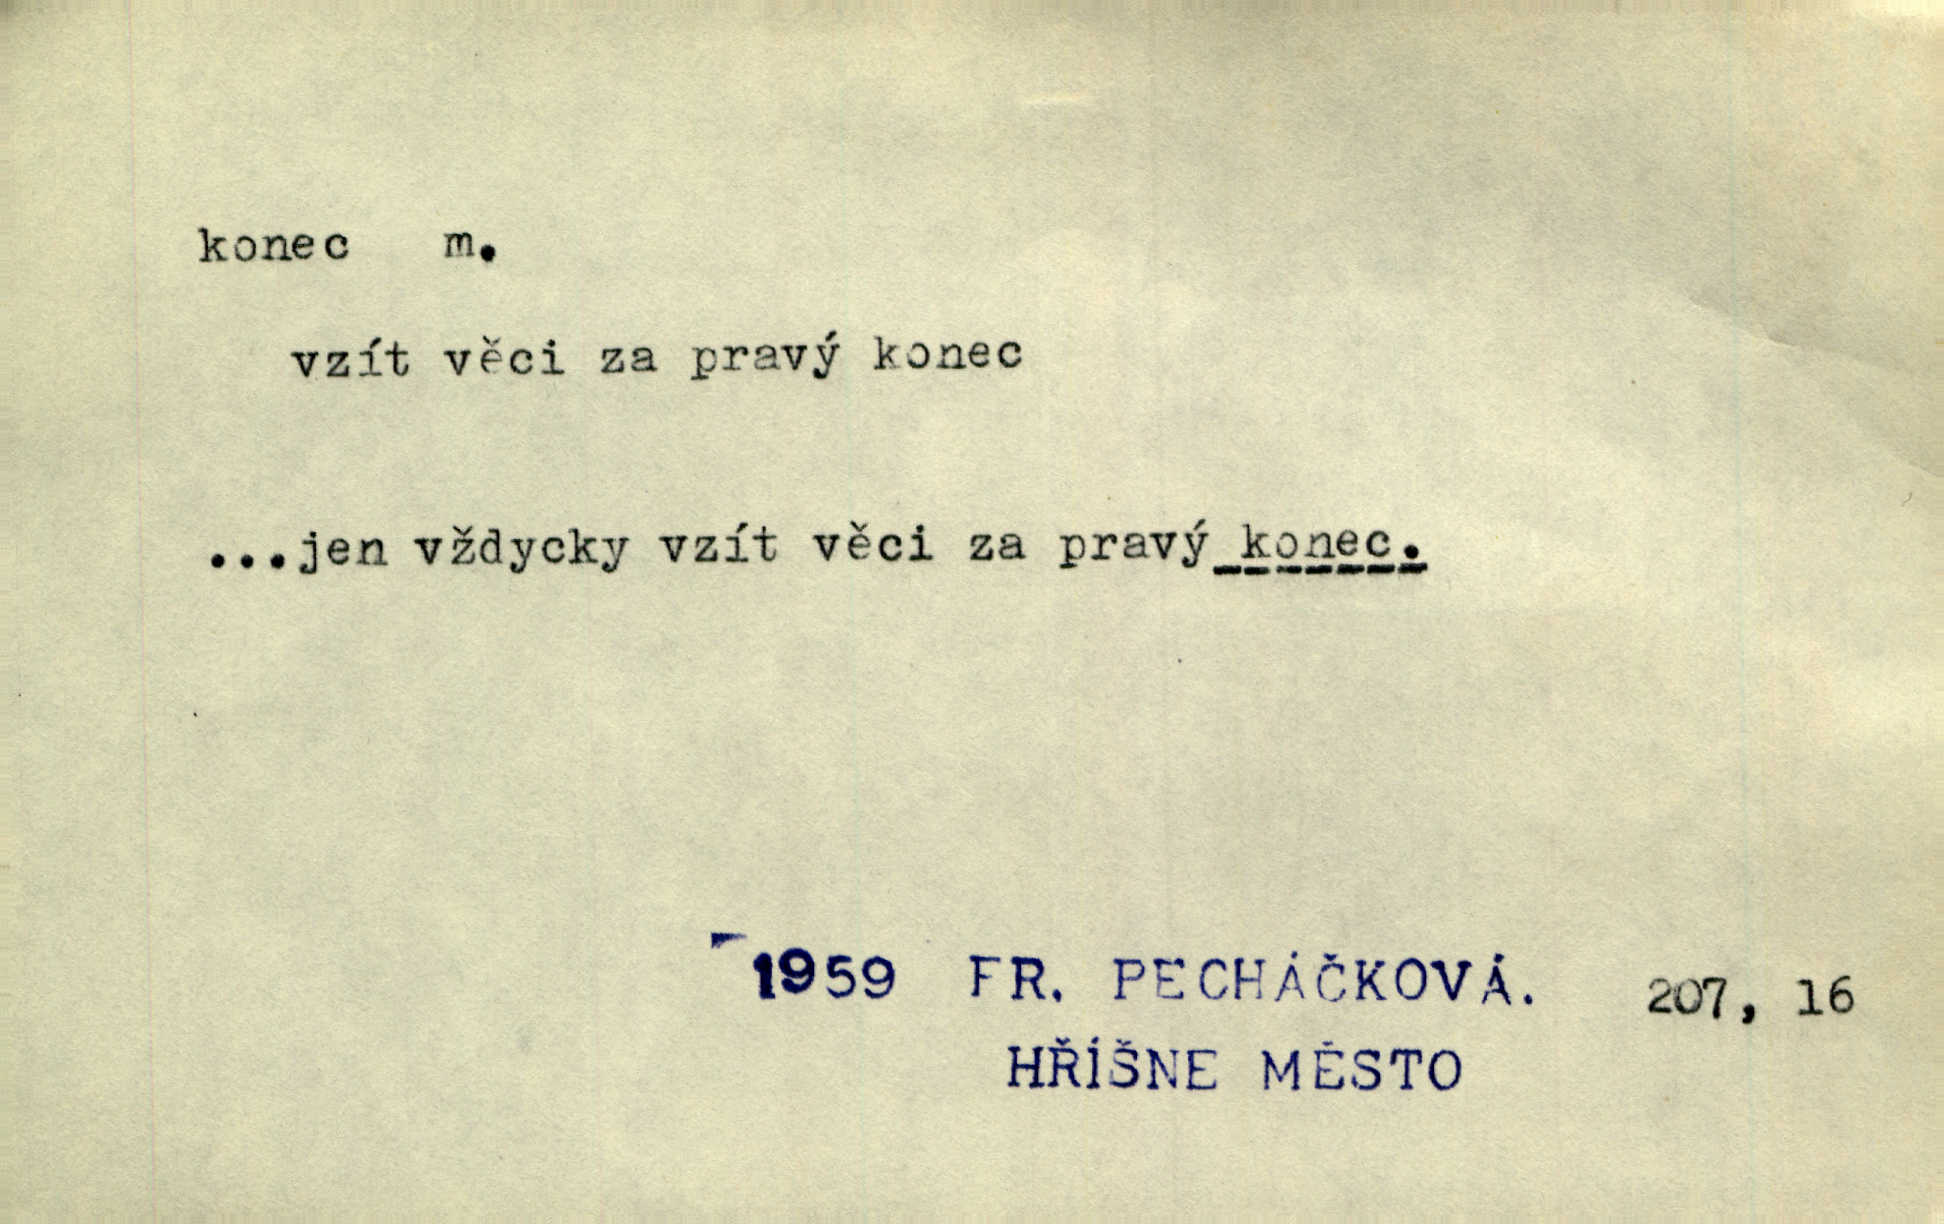 konec m.
vzít věci za pravý konec
...jen vždycky vzít věci za pravý konec.
1959 FR. PECHÁČKOVÁ. 207, 16
HŘÍŠNE MĚSTO